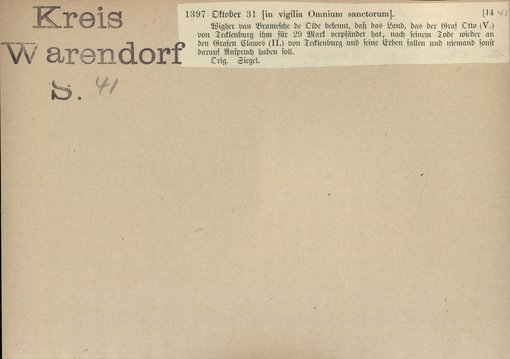 Kreis
Warendorf
S. 41
1397 Oktober 31 [in vigilia Omnium sanctorum]. [14 41
Wigher van Bramesche de Olde bekennt, daß das Land, das der Graf Otto (V.)
von Tecklenburg ihm für 29 Mark verpfändet hat, nach seinem Tode wieder an
den Grafen Clawes (II.) von Tecklenburg und seine Erben fallen und niemand sonst
darauf Anspruch haben soll.
Orig. Siegel.